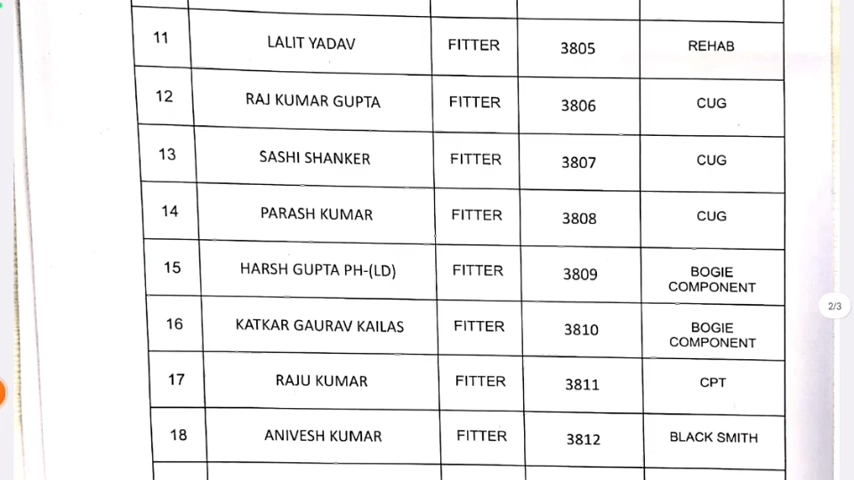 11 LALIT YADAV FITTER 3805 REHAB
12 RAJ KUMAR GUPTA FITTER 3806 CUG
13 SASHI SHANKER FITTER 3807 CUG
14 PARASH KUMAR FITTER 3808 CUG
15 HARSH GUPTA PH-(LD) FITTER 3809 BOGIE
COMPONENT
16 KATKAR GAURAV KAILAS FITTER 3810 BOGIE
COMPONENT
2/3
17 RAJU KUMAR FITTER 3811 CPT
18 ANIVESH KUMAR FITTER 3812 BLACK SMITH